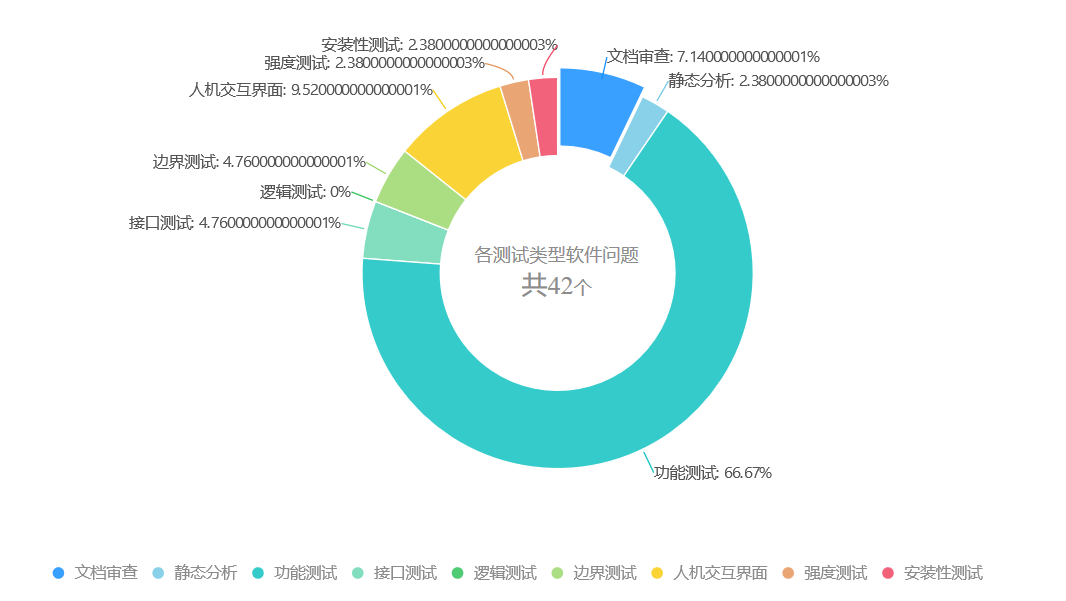 安装性测试: 2.3800000000000003%
文档审查: 7.140000000000001%
强度测试: 2.3800000000000003%
静态分析: 2.3800000000000003%
人机交互界面: 9.520000000000001%
边界测试: 4.760000000000001%
逻辑测试: 0%
接口测试: 4.760000000000001%
各测试类型软件问题
共42个
功能测试: 66.67%
文档审查 静态分析 功能测试 接口测试 逻辑测试 边界测试 人机交互界面 强度测试 安装性测试